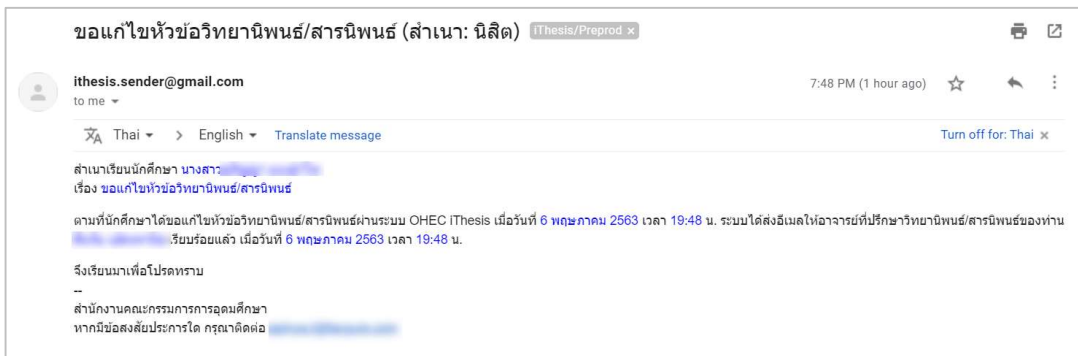 ขอแก้ไขหัวข้อวิทยานิพนธ์/สารนิพนธ์ (สำเนา: นิสิต) iThesis/Preprod ×
ithesis.sender@gmail.com 7:48 PM (1 hour ago)
to me
Thai > English Translate message Turn off for: Thai ×
สำเนาเรียนนักศึกษา นางสาว
เรื่อง ขอแก้ไขหัวข้อวิทยานิพนธ์/สารนิพนธ์
ตามที่นักศึกษาได้ขอแก้ไขหัวข้อวิทยานิพนธ์/สารนิพนธ์ผ่านระบบ OHEC iThesis เมื่อวันที่ 6 พฤษภาคม 2563 เวลา 19:48 น. ระบบได้ส่งอีเมลให้อาจารย์ที่ปรึกษาวิทยานิพนธ์/สารนิพนธ์ของท่าน
เรียบร้อยแล้ว เมื่อวันที่ 6 พฤษภาคม 2563 เวลา 19:48 น.
จึงเรียนมาเพื่อโปรดทราบ
--
สำนักงานคณะกรรมการการอุดมศึกษา
หากมีข้อสงสัยประการใด กรุณาติดต่อ